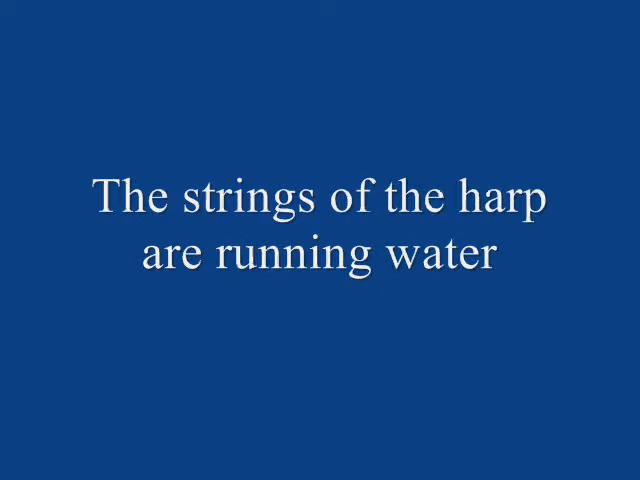 The strings of the harp
are running water